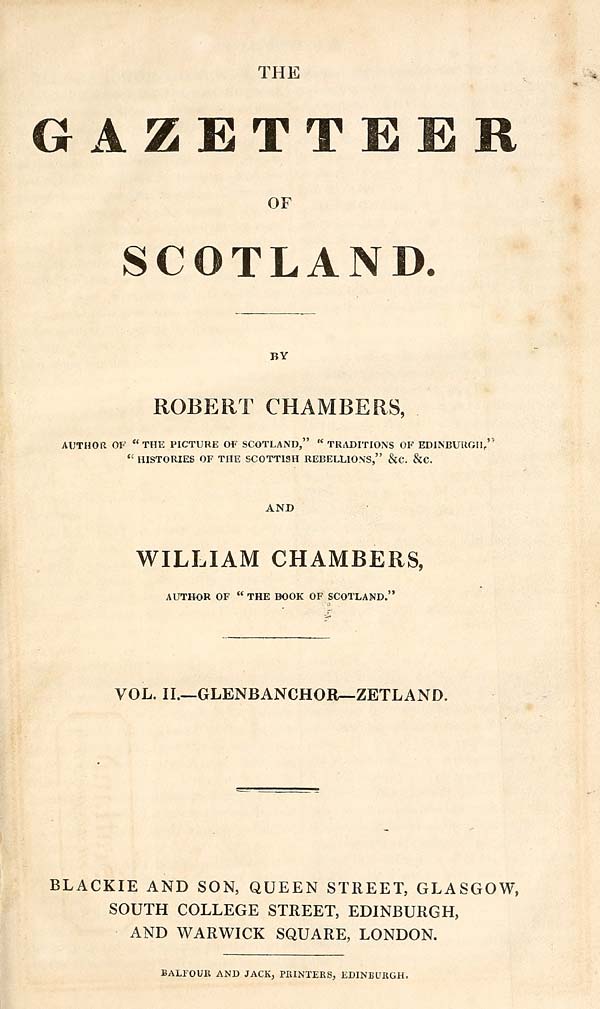 THE
GAZETTEER
OF
SCOTLAND.
BY
ROBERT CHAMBERS,
AUTHOR OF "THE PICTURE OF SCOTLAND," "TRADITIONS OF EDINBURGH,"
"HISTORIES OF THE SCOTTISH REBELLIONS," &C. &C.
AND
WILLIAM CHAMBERS,
AUTHOR OF "THE BOOK OF SCOTLAND."
VOL. II.—GLENBANCHOR—ZETLAND.
BLACKIE AND SON, QUEEN STREET, GLASGOW,
SOUTH COLLEGE STREET, EDINBURGH,
AND WARWICK SQUARE, LONDON.
BALFOUR AND JACK, PRINTERS, EDINBURGH.